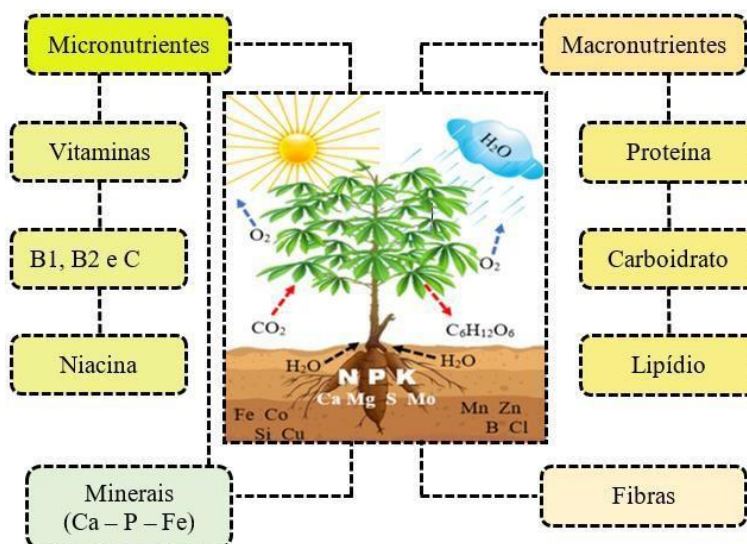 Micronutrientes
Macronutrientes
Vitaminas
B1, B2 e C
Niacina
Minerais
(Ca – P – Fe)
H₂O
O₂
O₂
CO₂
C₆H₁₂O₆
H₂O
H₂O
N P K
Ca Mg S Mo
Fe Co
Si Cu
Mn Zn
B Cl
Proteína
Carboidrato
Lipídio
Fibras